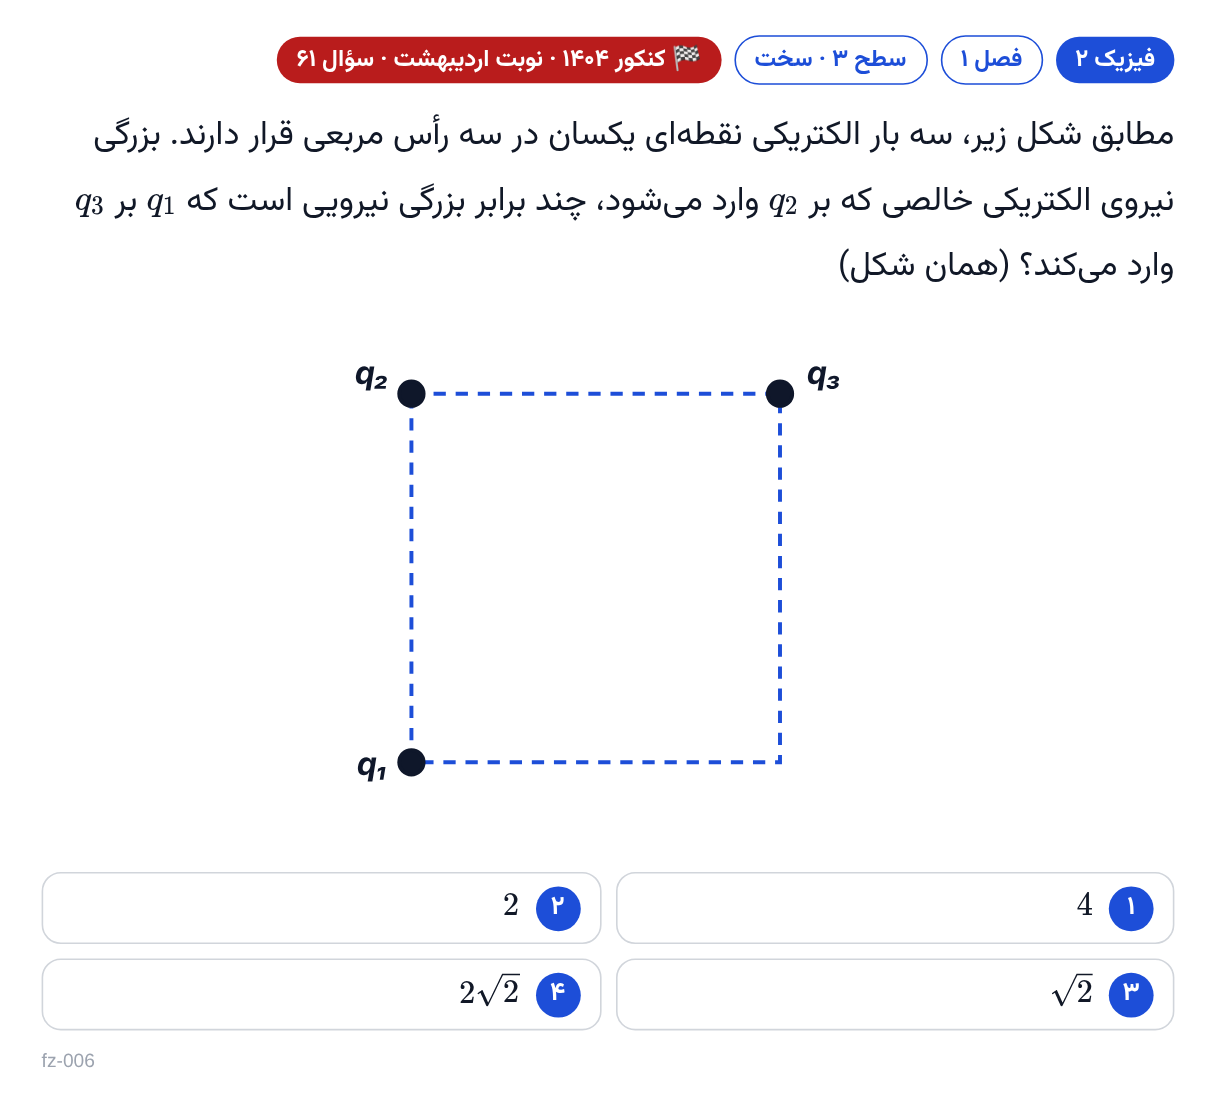 فیزیک ۲
فصل ۱
سطح ۳ · سخت
🏁 کنکور ۱۴۰۴ · نوبت اردیبهشت · سؤال ۶۱
مطابق شکل زیر، سه بار الکتریکی نقطه‌ای یکسان در سه رأس مربعی قرار دارند. بزرگی
نیروی الکتریکی خالصی که بر q₂ وارد می‌شود، چند برابر بزرگی نیرویی است که q₁ بر q₃
وارد می‌کند؟ (همان شکل)
q₂
q₃
q₁
۱ 4
۲ 2
۳ √2
۴ 2√2
fz-006